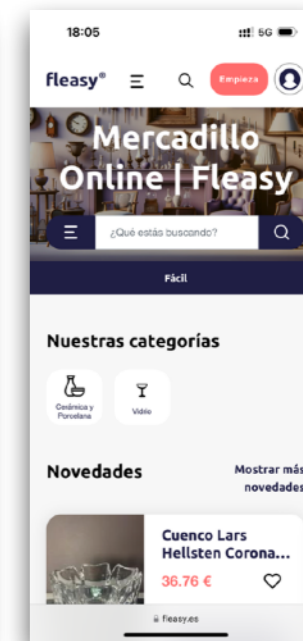 18:05
5G
fleasy®
Empieza
Mercadillo
Online | Fleasy
¿Qué estás buscando?
Fácil
Nuestras categorías
Cerámica y
Porcelana
Vidrio
Novedades
Mostrar más
novedades
Cuenco Lars
Hellsten Corona...
36.76 €
fleasy.es